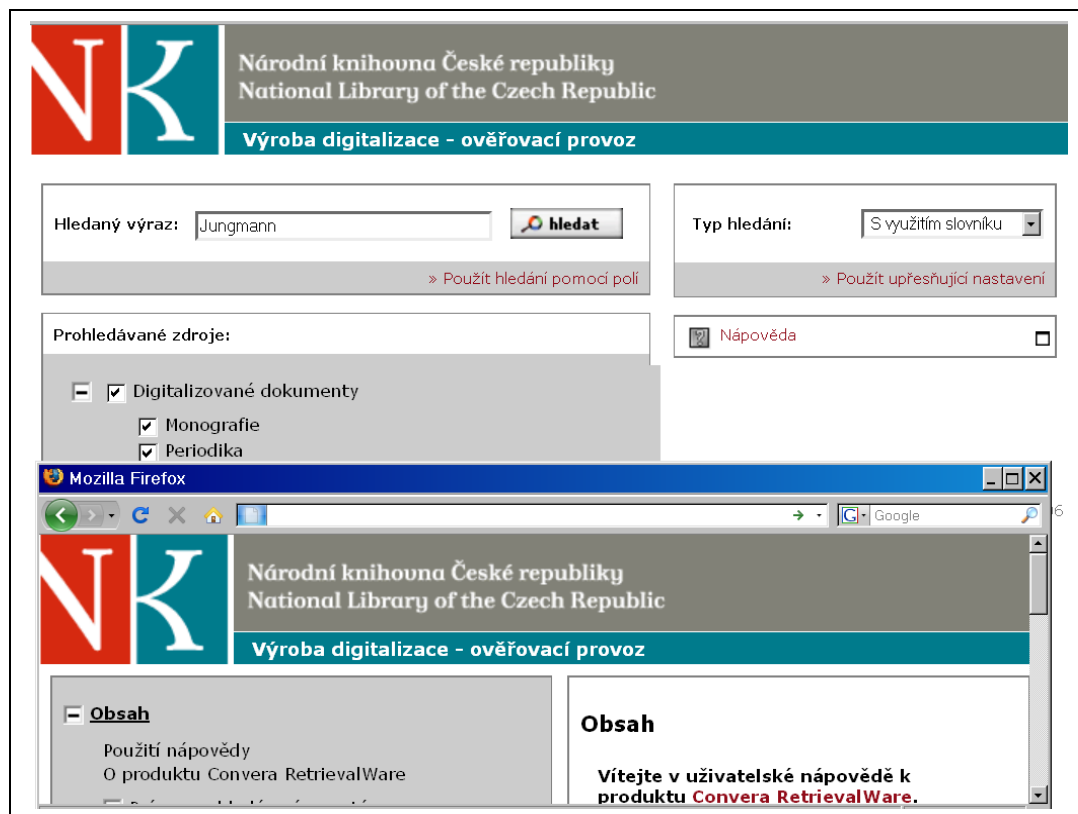 NK
Národní knihovna České republiky
National Library of the Czech Republic
Výroba digitalizace - ověřovací provoz
Hledaný výraz: Jungmann hledat
» Použít hledání pomocí polí
Typ hledání: S využitím slovníku
» Použít upřesňující nastavení
Prohledávané zdroje:
Nápověda
Digitalizované dokumenty
Monografie
Periodika
Mozilla Firefox
G Google
NK
Národní knihovna České republiky
National Library of the Czech Republic
Výroba digitalizace - ověřovací provoz
Obsah
Použití nápovědy
O produktu Convera RetrievalWare
Obsah
Vítejte v uživatelské nápovědě k
produktu Convera RetrievalWare.